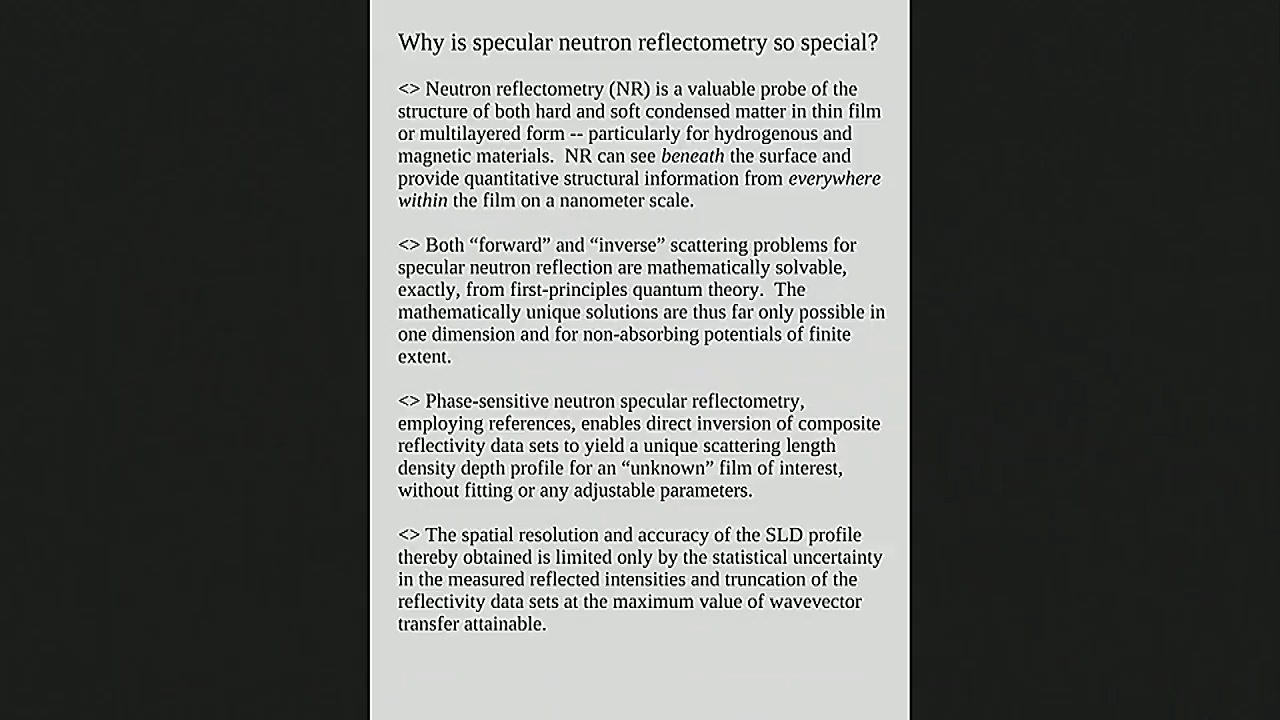 Why is specular neutron reflectometry so special?
<> Neutron reflectometry (NR) is a valuable probe of the
structure of both hard and soft condensed matter in thin film
or multilayered form -- particularly for hydrogenous and
magnetic materials.  NR can see beneath the surface and
provide quantitative structural information from everywhere
within the film on a nanometer scale.
<> Both “forward” and “inverse” scattering problems for
specular neutron reflection are mathematically solvable,
exactly, from first-principles quantum theory.  The
mathematically unique solutions are thus far only possible in
one dimension and for non-absorbing potentials of finite
extent.
<> Phase-sensitive neutron specular reflectometry,
employing references, enables direct inversion of composite
reflectivity data sets to yield a unique scattering length
density depth profile for an “unknown” film of interest,
without fitting or any adjustable parameters.
<> The spatial resolution and accuracy of the SLD profile
thereby obtained is limited only by the statistical uncertainty
in the measured reflected intensities and truncation of the
reflectivity data sets at the maximum value of wavevector
transfer attainable.